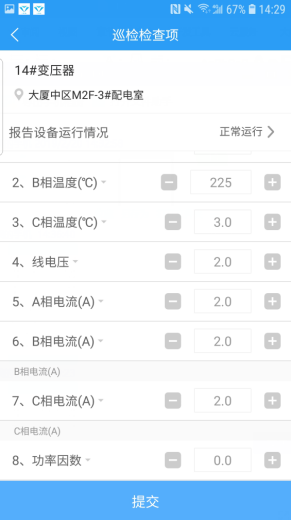 67% 14:29
巡检检查项
14#变压器
大厦中区M2F-3#配电室
报告设备运行情况 正常运行
2、B相温度(℃) 225
3、C相温度(℃) 3.0
4、线电压 2.0
5、A相电流(A) 2.0
6、B相电流(A) 2.0
B相电流(A)
7、C相电流(A) 2.0
C相电流(A)
8、功率因数 0.0
提交